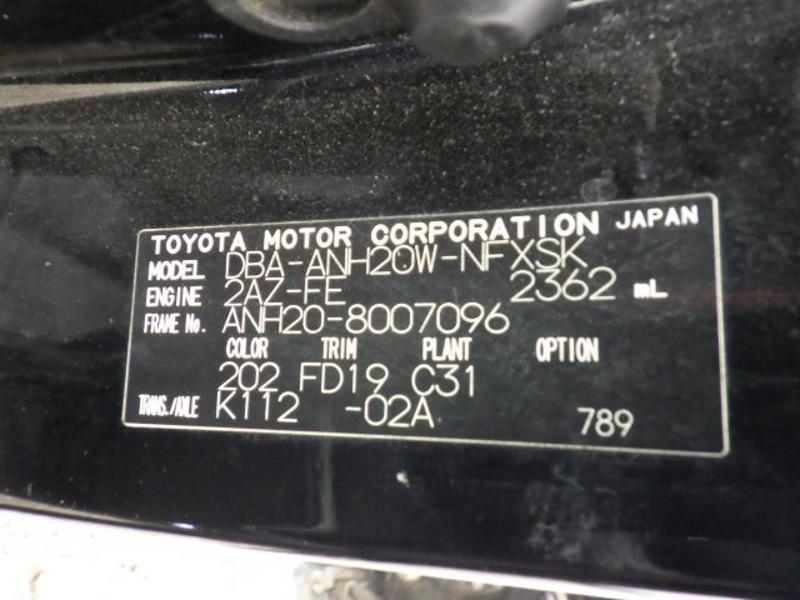 TOYOTA MOTOR CORPORATION JAPAN
MODEL DBA-ANH20W-NFXSK
ENGINE 2AZ-FE 2362 mL
FRAME No. ANH20-8007096
COLOR TRIM PLANT OPTION
202 FD19 C31
TRANS./AXLE K112 -02A 789